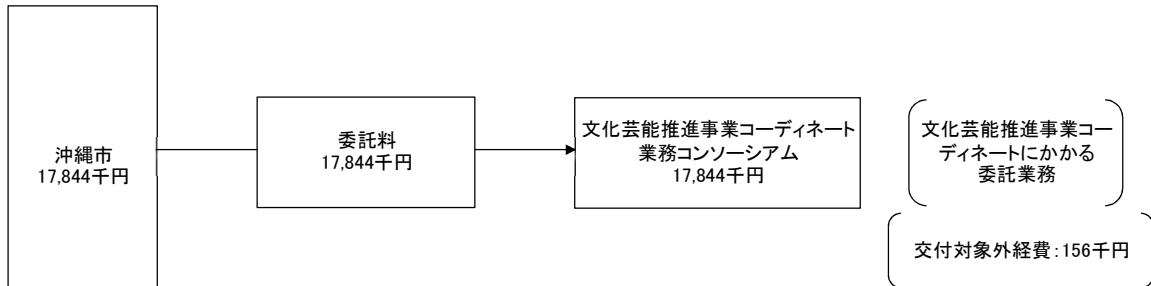 沖縄市
17,844千円
委託料
17,844千円
文化芸能推進事業コーディネート
業務コンソーシアム
17,844千円
文化芸能推進事業コー
ディネートにかかる
委託業務
交付対象外経費：156千円